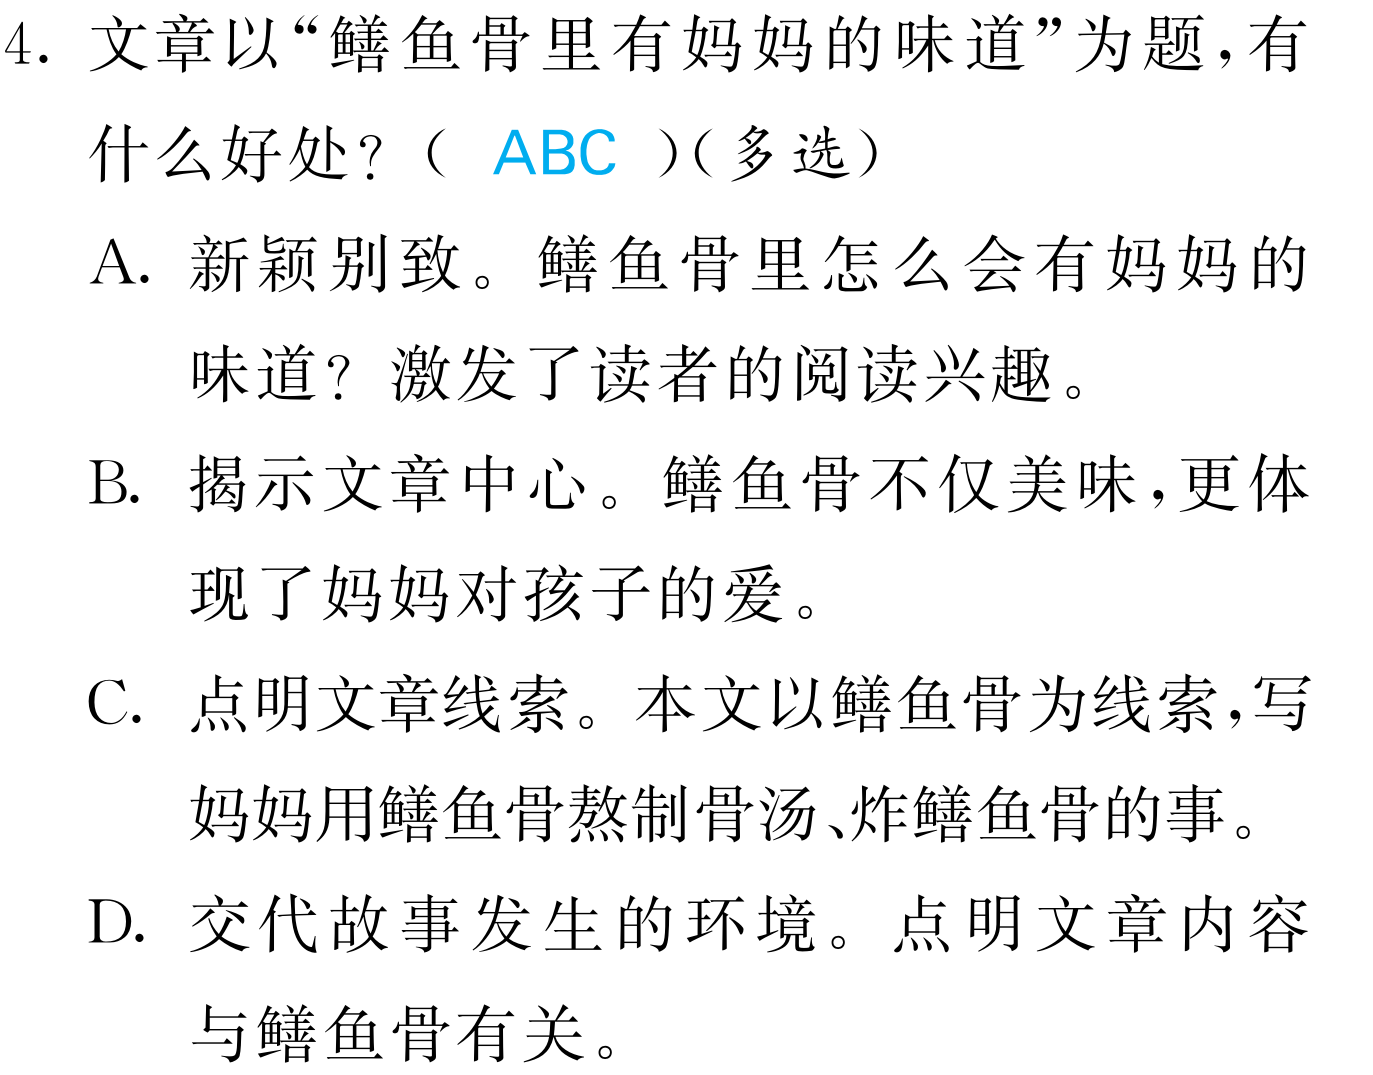 4. 文章以“鳝鱼骨里有妈妈的味道”为题,有
什么好处?( ABC )(多选)
A. 新颖别致。鳝鱼骨里怎么会有妈妈的
味道? 激发了读者的阅读兴趣。
B. 揭示文章中心。鳝鱼骨不仅美味,更体
现了妈妈对孩子的爱。
C. 点明文章线索。本文以鳝鱼骨为线索,写
妈妈用鳝鱼骨熬制骨汤、炸鳝鱼骨的事。
D. 交代故事发生的环境。点明文章内容
与鳝鱼骨有关。